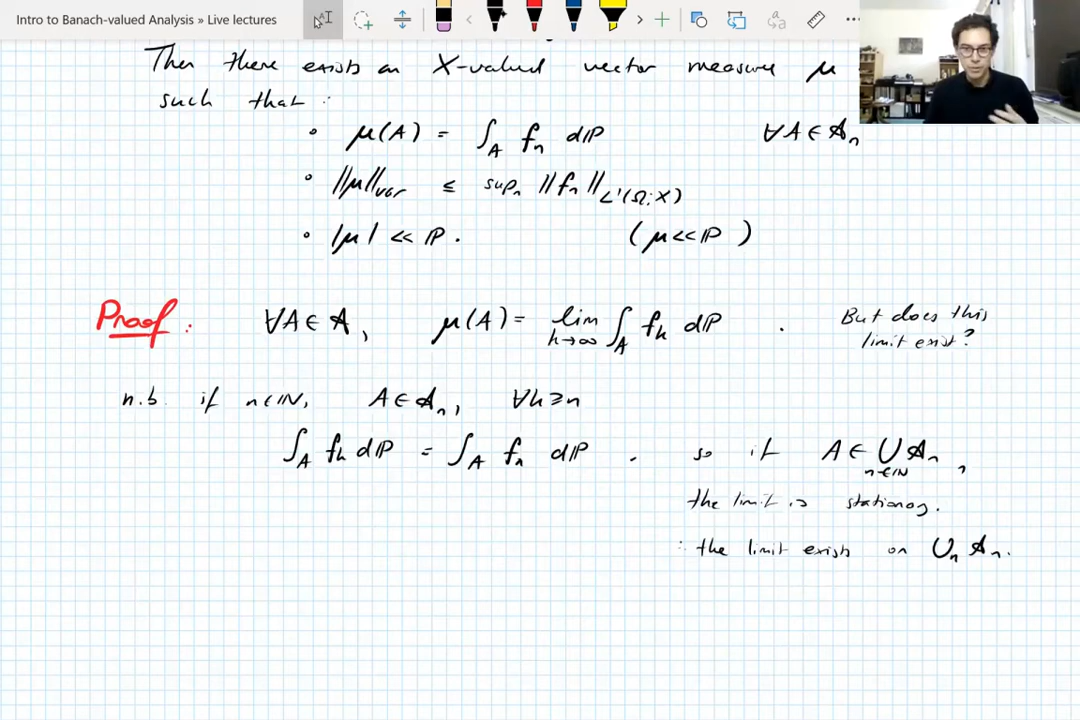 Intro to Banach-valued Analysis » Live lectures
Then there exists an X-valued vector measure μ
such that :
• μ(A) = ∫_A f_n dℙ ∀A ∈ 𝒜_n
• ‖μ‖_var ≤ sup_n ‖f_n‖_L¹(Ω;X)
• |μ| << ℙ. (μ << ℙ)
Proof: ∀A ∈ 𝒜, μ(A) = lim_{k→∞} ∫_A f_k dℙ . But does this
limit exist?
n.b. if n∈ℕ, A ∈ 𝒜_n, ∀k ≥ n
∫_A f_k dℙ = ∫_A f_n dℙ . so if A ∈ ⋃_{n∈ℕ} 𝒜_n ,
the limit is stationary.
∴ the limit exists on ⋃_n 𝒜_n.